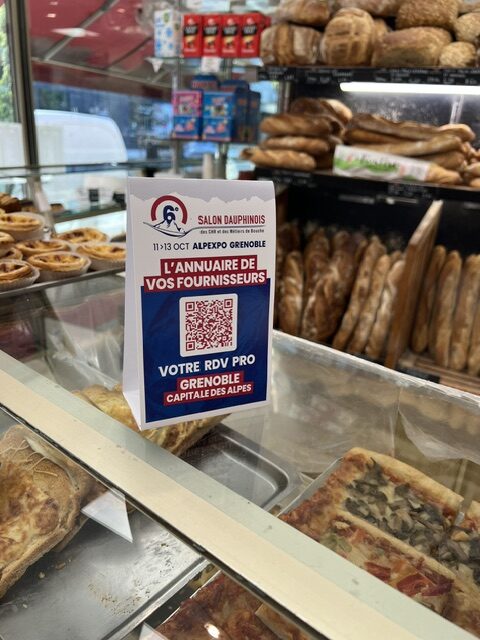 6e
SALON DAUPHINOIS
des CHR et des Métiers de Bouche
11>13 OCT ALPEXPO GRENOBLE
L'ANNUAIRE DE
VOS FOURNISSEURS
VOTRE RDV PRO
GRENOBLE
CAPITALE DES ALPES